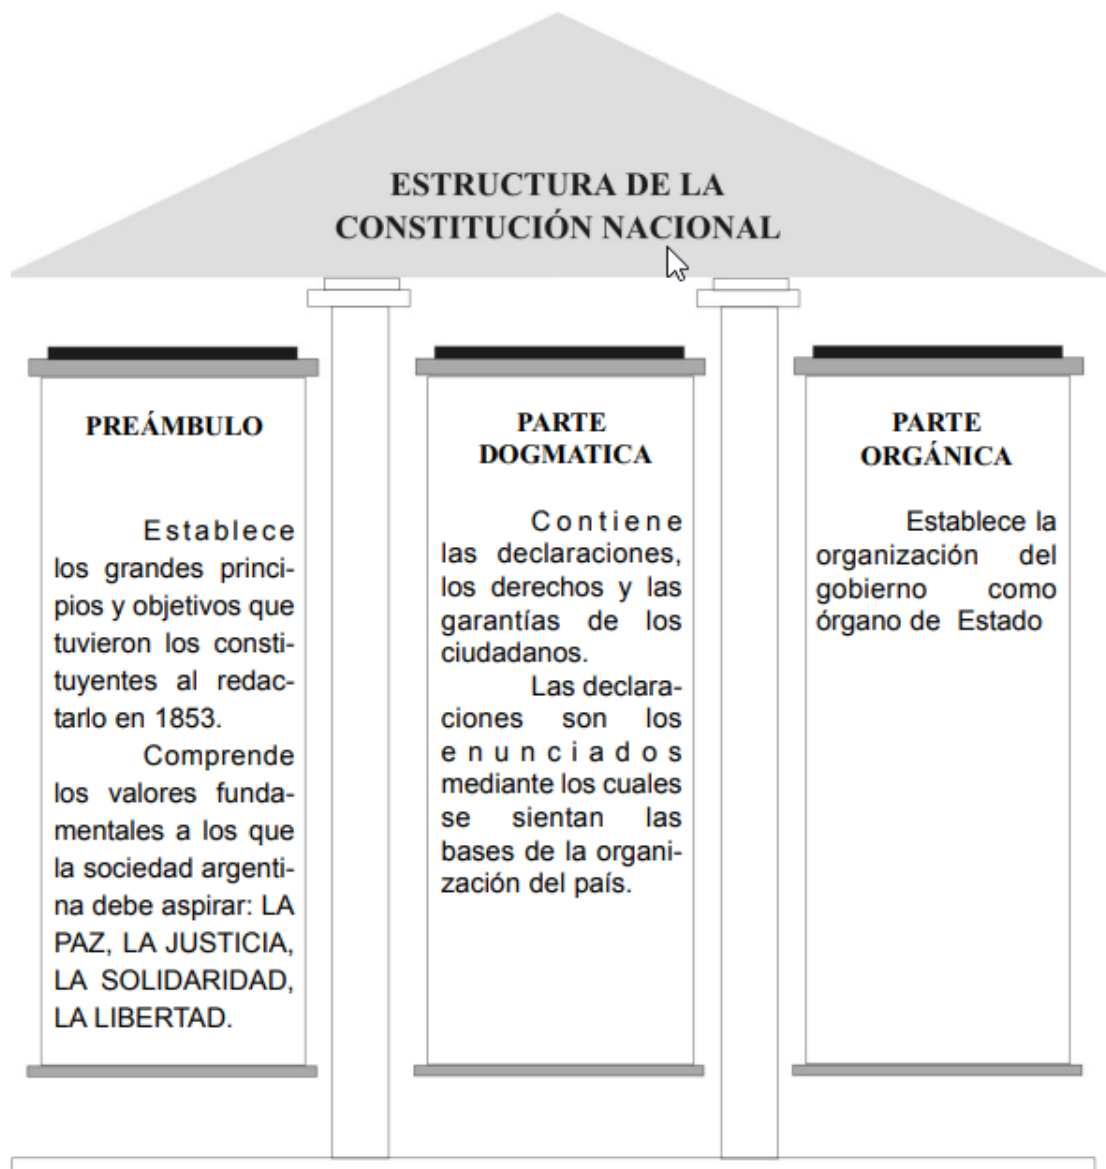 ESTRUCTURA DE LA
CONSTITUCIÓN NACIONAL
PREÁMBULO
Establece
los grandes princi-
pios y objetivos que
tuvieron los consti-
tuyentes al redac-
tarlo en 1853.
Comprende
los valores funda-
mentales a los que
la sociedad argenti-
na debe aspirar: LA
PAZ, LA JUSTICIA,
LA SOLIDARIDAD,
LA LIBERTAD.
PARTE
DOGMATICA
Contiene
las declaraciones,
los derechos y las
garantías de los
ciudadanos.
Las declara-
ciones son los
enunciados
mediante los cuales
se sientan las
bases de la organi-
zación del país.
PARTE
ORGÁNICA
Establece la
organización del
gobierno como
órgano de Estado